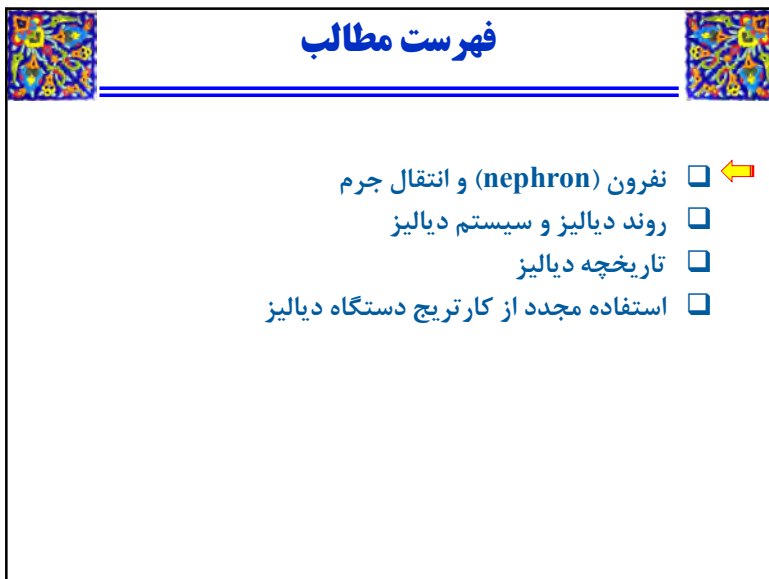 فهرست مطالب
نفرون (nephron) و انتقال جرم
روند دیالیز و سیستم دیالیز
تاریخچه دیالیز
استفاده مجدد از کارتریج دستگاه دیالیز